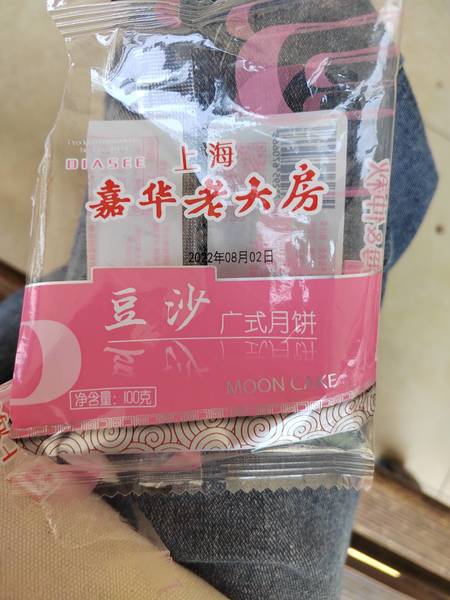 DIASEE
上海
嘉华老大房
2022年08月02日
豆沙
广式月饼
MOON CAKE
净含量：100克